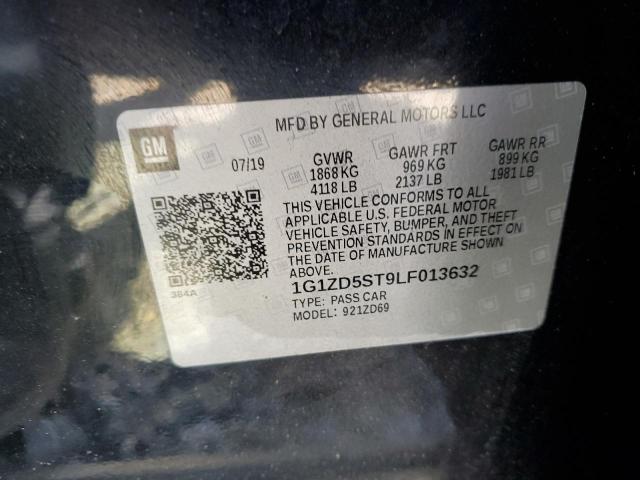 MFD BY GENERAL MOTORS LLC
GM
07/19 GVWR GAWR FRT GAWR RR
1868 KG 969 KG 899 KG
4118 LB 2137 LB 1981 LB
THIS VEHICLE CONFORMS TO ALL
APPLICABLE U.S. FEDERAL MOTOR
VEHICLE SAFETY, BUMPER, AND THEFT
PREVENTION STANDARDS IN EFFECT ON
THE DATE OF MANUFACTURE SHOWN
ABOVE.
384A
1G1ZD5ST9LF013632
TYPE: PASS CAR
MODEL: 921ZD69